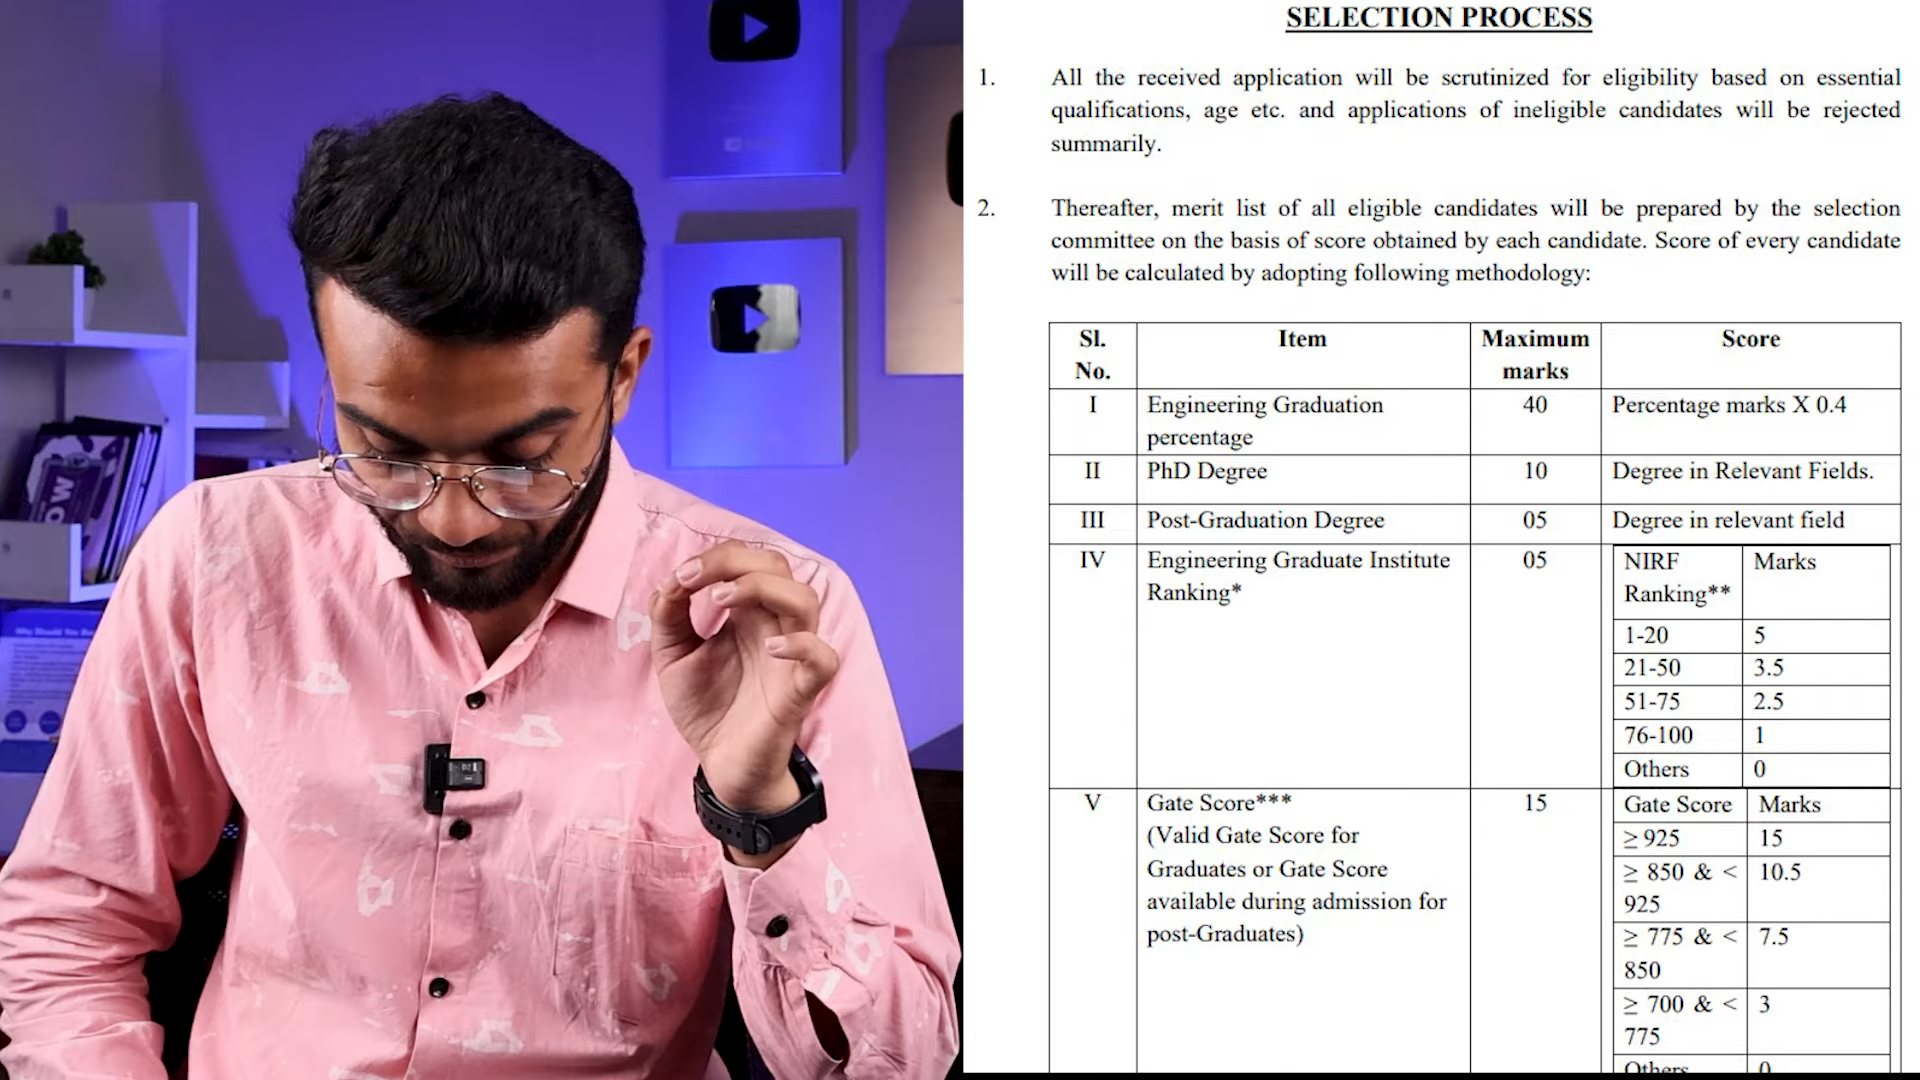 SELECTION PROCESS
1. All the received application will be scrutinized for eligibility based on essential
qualifications, age etc. and applications of ineligible candidates will be rejected
summarily.
2. Thereafter, merit list of all eligible candidates will be prepared by the selection
committee on the basis of score obtained by each candidate. Score of every candidate
will be calculated by adopting following methodology:
Sl. No. Item Maximum marks Score
I Engineering Graduation percentage 40 Percentage marks X 0.4
II PhD Degree 10 Degree in Relevant Fields.
III Post-Graduation Degree 05 Degree in relevant field
IV Engineering Graduate Institute Ranking* 05
NIRF Ranking** Marks
1-20 5
21-50 3.5
51-75 2.5
76-100 1
Others 0
V Gate Score*** 15
(Valid Gate Score for
Graduates or Gate Score
available during admission for
post-Graduates)
Gate Score Marks
≥ 925 15
≥ 850 & < 925 10.5
≥ 775 & < 850 7.5
≥ 700 & < 775 3
Others 0